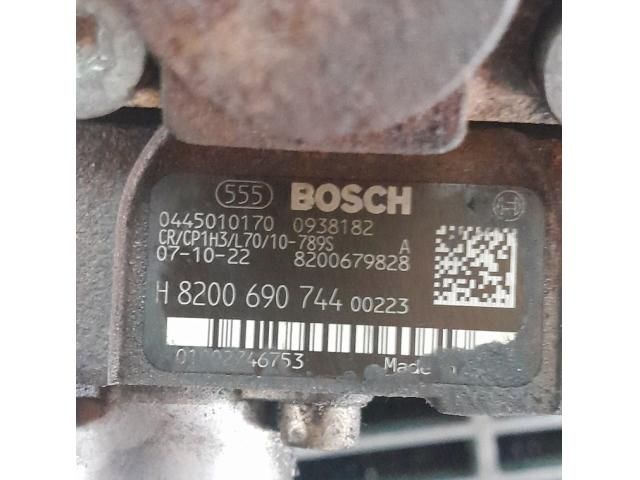 555 BOSCH
0445010170 0938182
CR/CP1H3/L70/10-789S A
07-10-22 8200679828
H 8200 690 744 00223
Made